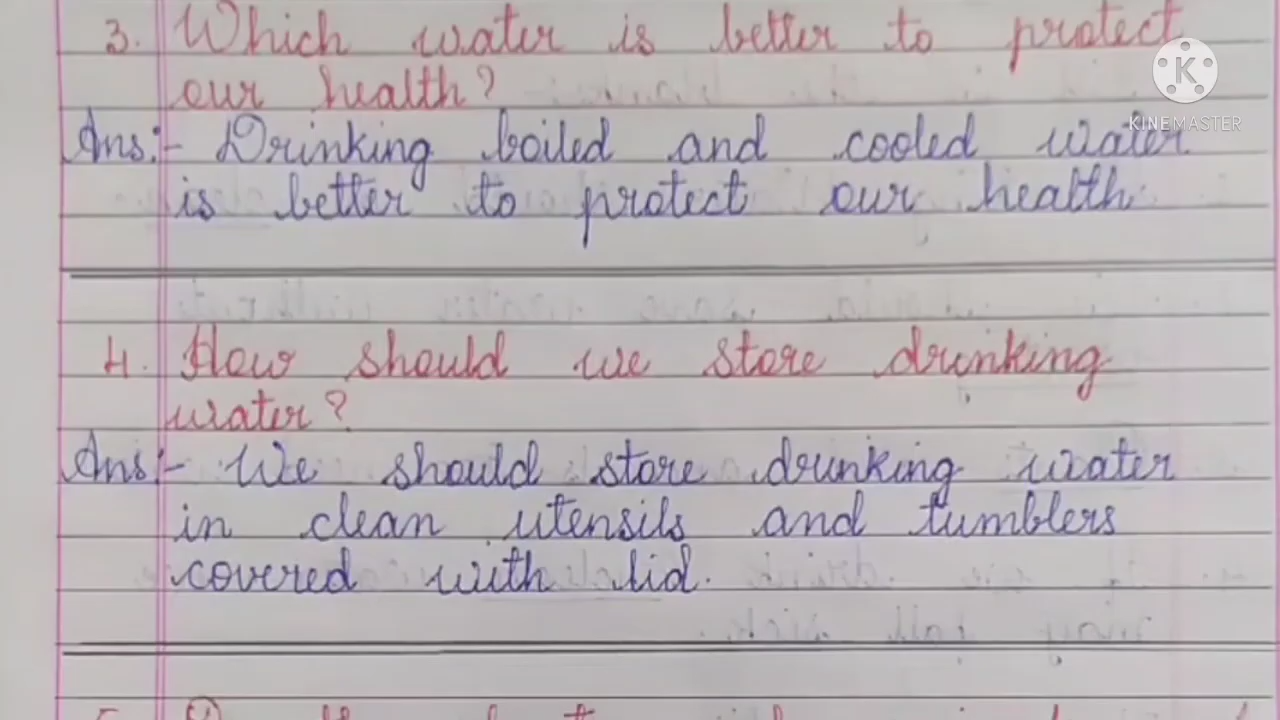 3. Which water is better to protect
our health?
Ans:- Drinking boiled and cooled water
is better to protect our health.
4. How should we store drinking
water?
Ans:- We should store drinking water
in clean utensils and tumblers
covered with lid.
K
KINEMASTER